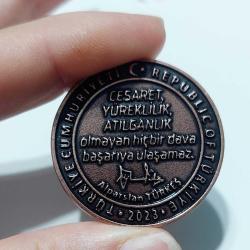 TÜRKİYE CUMHURİYETİ
REPUBLIC OF TÜRKİYE
CESARET,
YÜREKLİLİK,
ATILGANLIK
olmayan hiçbir dava
başarıya ulaşamaz.
Alparslan TÜRKEŞ
2023